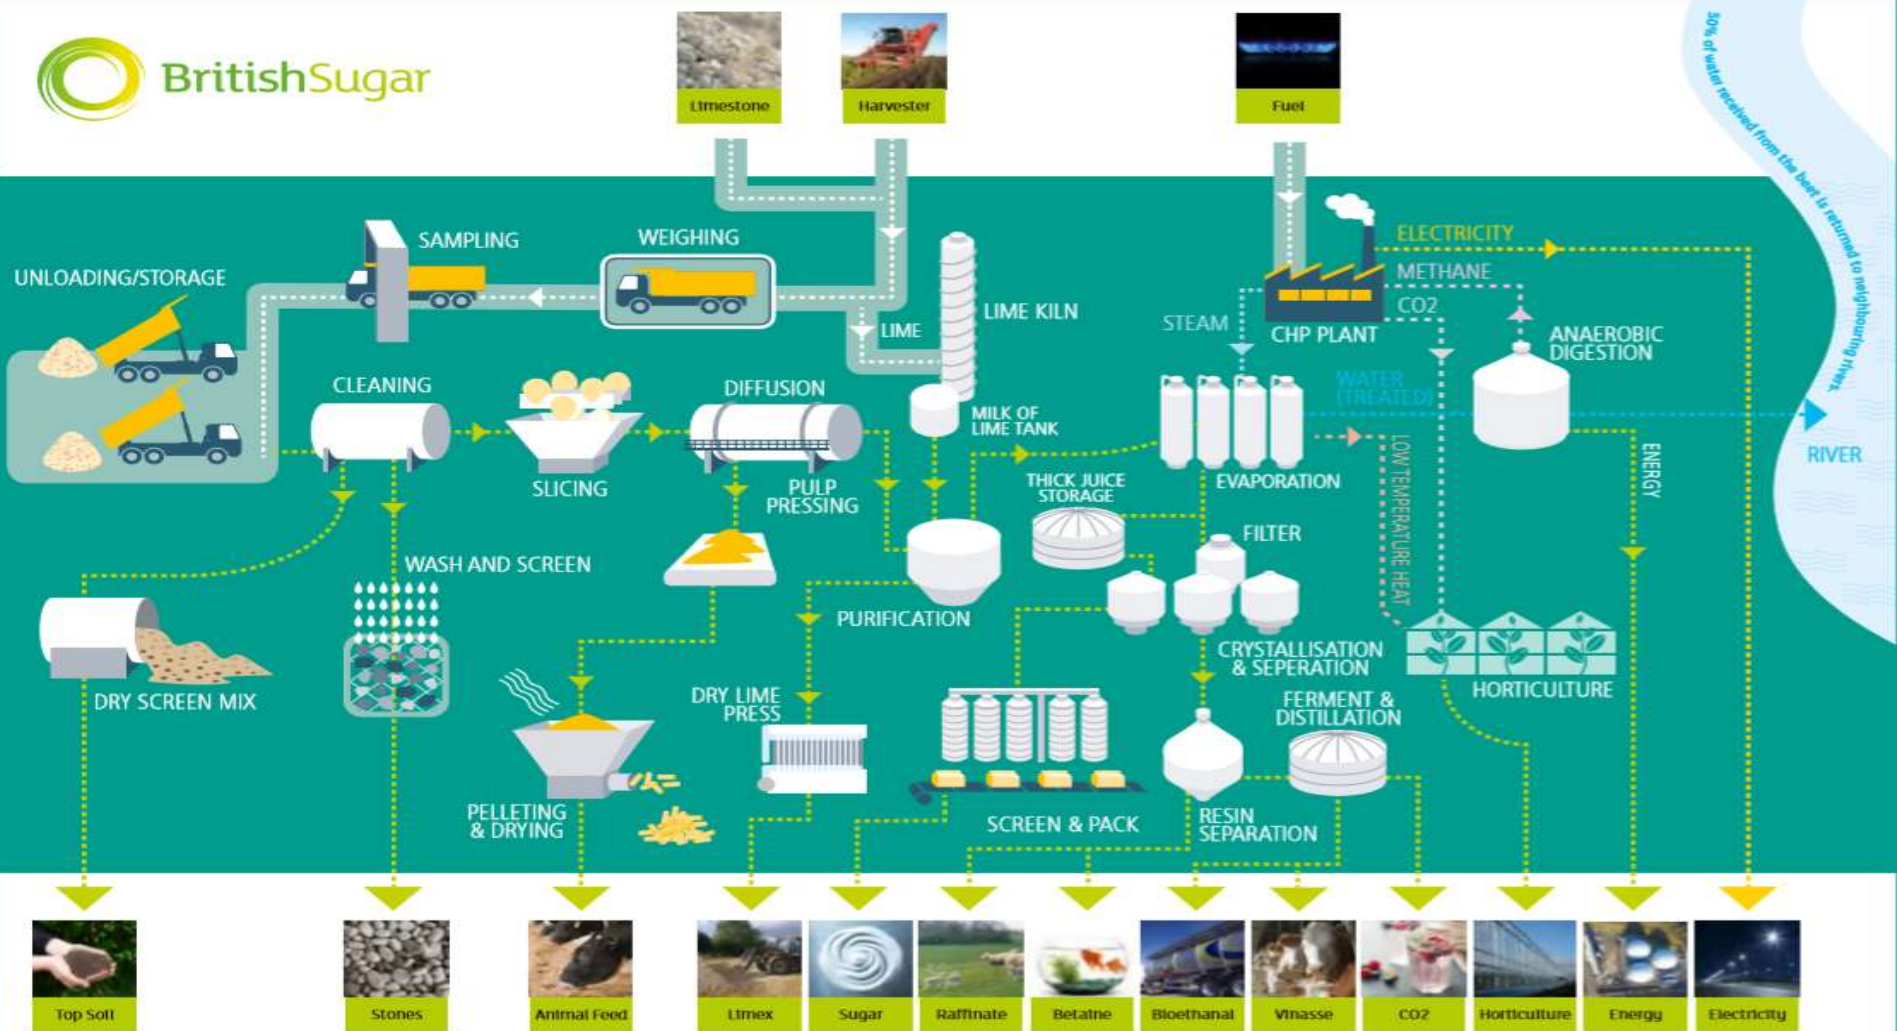 BritishSugar
Limestone
Harvester
Fuel
50% of water received from the beet is returned to neighbouring rivers.
SAMPLING
WEIGHING
UNLOADING/STORAGE
LIME
LIME KILN
ELECTRICITY
METHANE
CO2
STEAM
CHP PLANT
ANAEROBIC
DIGESTION
CLEANING
DIFFUSION
WATER
(TREATED)
MILK OF
LIME TANK
SLICING
PULP
PRESSING
THICK JUICE
STORAGE
EVAPORATION
LOW TEMPERATURE HEAT
ENERGY
RIVER
FILTER
WASH AND SCREEN
PURIFICATION
CRYSTALLISATION
& SEPERATION
DRY SCREEN MIX
DRY LIME
PRESS
FERMENT &
DISTILLATION
HORTICULTURE
PELLETING
& DRYING
SCREEN & PACK
RESIN
SEPARATION
Top Soil
Stones
Animal Feed
Limex
Sugar
Raffinate
Betaine
Bioethanal
Vinasse
CO2
Horticulture
Energy
Electricity